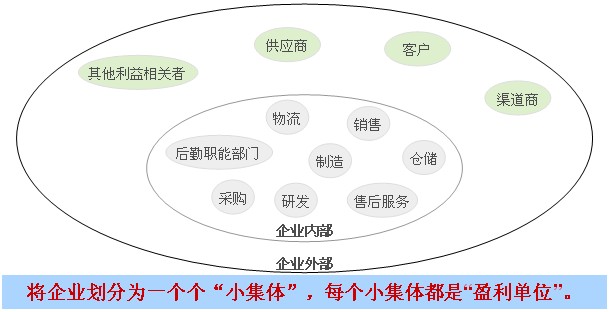 供应商
客户
其他利益相关者
渠道商
物流
销售
后勤职能部门
制造
仓储
采购
研发
售后服务
企业内部
企业外部
将企业划分为一个个“小集体”，每个小集体都是“盈利单位”。